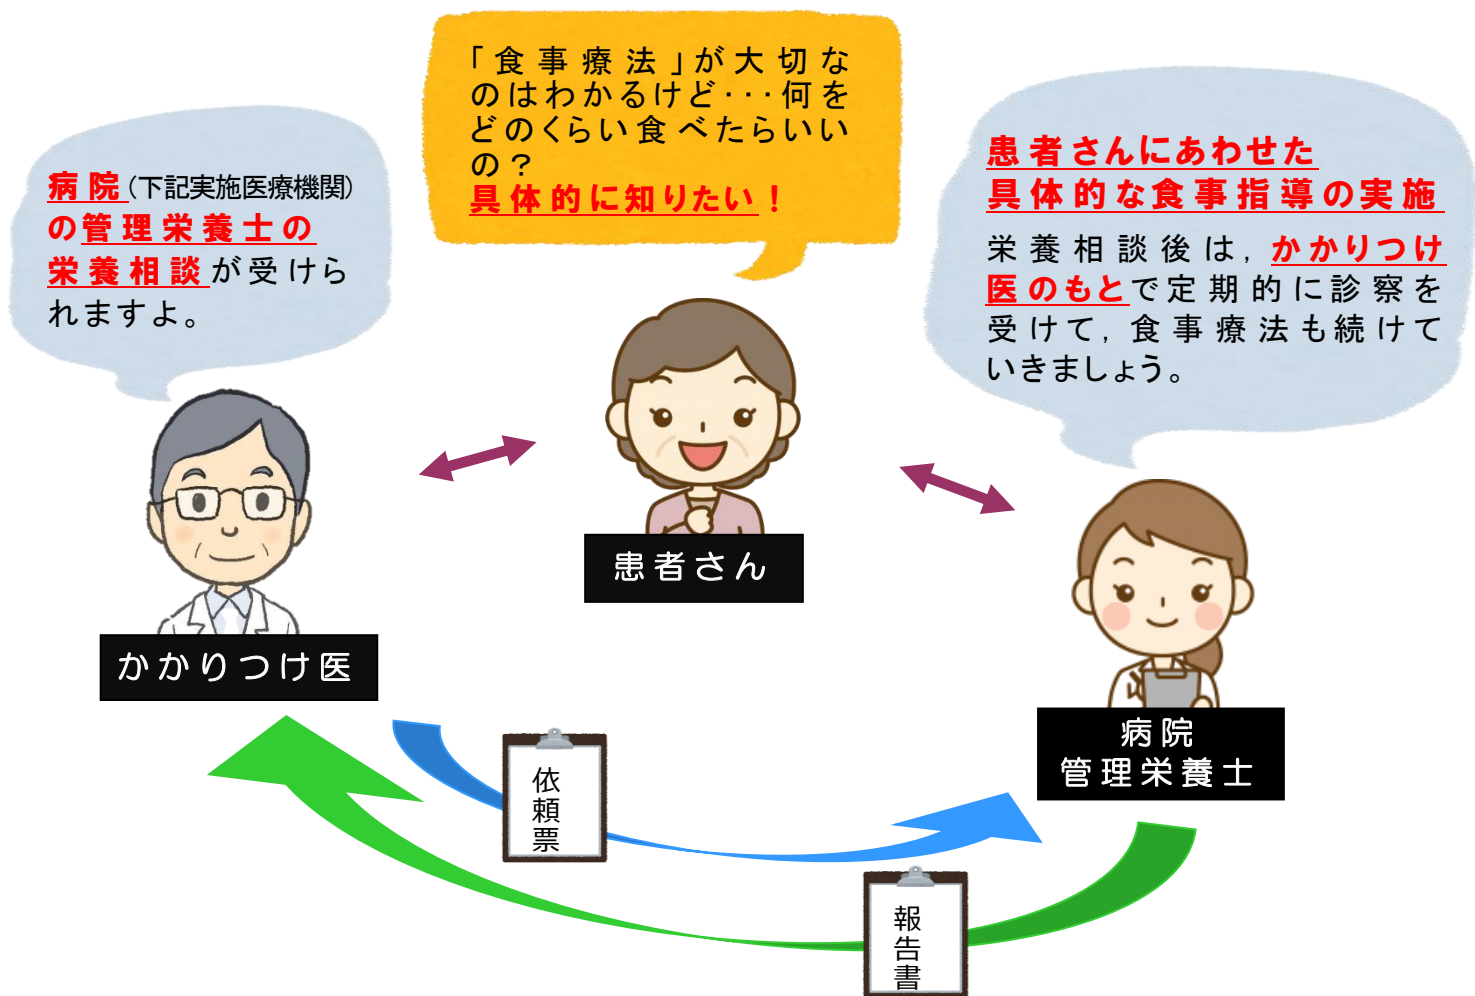 「食事療法」が大切な
のはわかるけど･･･何を
どのくらい食べたらいい
の？
具体的に知りたい！
病院(下記実施医療機関)
の管理栄養士の
栄養相談が受けら
れますよ。
患者さんにあわせた
具体的な食事指導の実施
栄養相談後は，かかりつけ
医のもとで定期的に診察を
受けて，食事療法も続けて
いきましょう。
患者さん
かかりつけ医
病院
管理栄養士
依頼票
報告書